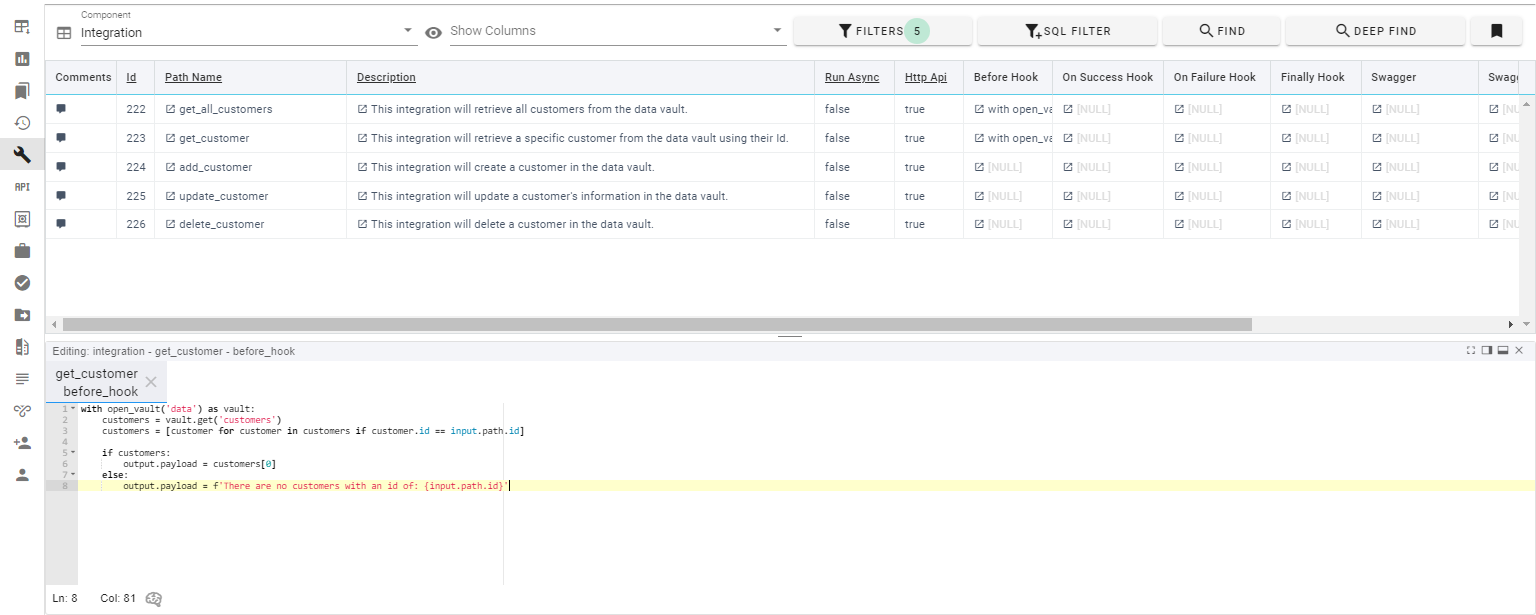 Component
Integration
Show Columns
FILTERS 5
SQL FILTER
FIND
DEEP FIND
Comments Id Path Name Description Run Async Http Api Before Hook On Success Hook On Failure Hook Finally Hook Swagger Swag
222 get_all_customers This integration will retrieve all customers from the data vault. false true with open_va [NULL] [NULL] [NULL] [NULL] [NU
223 get_customer This integration will retrieve a specific customer from the data vault using their Id. false true with open_va [NULL] [NULL] [NULL] [NULL] [NU
224 add_customer This integration will create a customer in the data vault. false true [NULL] [NULL] [NULL] [NULL] [NULL] [NU
API
225 update_customer This integration will update a customer's information in the data vault. false true [NULL] [NULL] [NULL] [NULL] [NULL] [NU
226 delete_customer This integration will delete a customer in the data vault. false true [NULL] [NULL] [NULL] [NULL] [NULL] [NU
Editing: integration - get_customer - before_hook
get_customer
before_hook
1 with open_vault('data') as vault:
2 customers = vault.get('customers')
3 customers = [customer for customer in customers if customer.id == input.path.id]
4
5 if customers:
6 output.payload = customers[0]
7 else:
8 output.payload = f'There are no customers with an id of: {input.path.id}'
Ln: 8 Col: 81